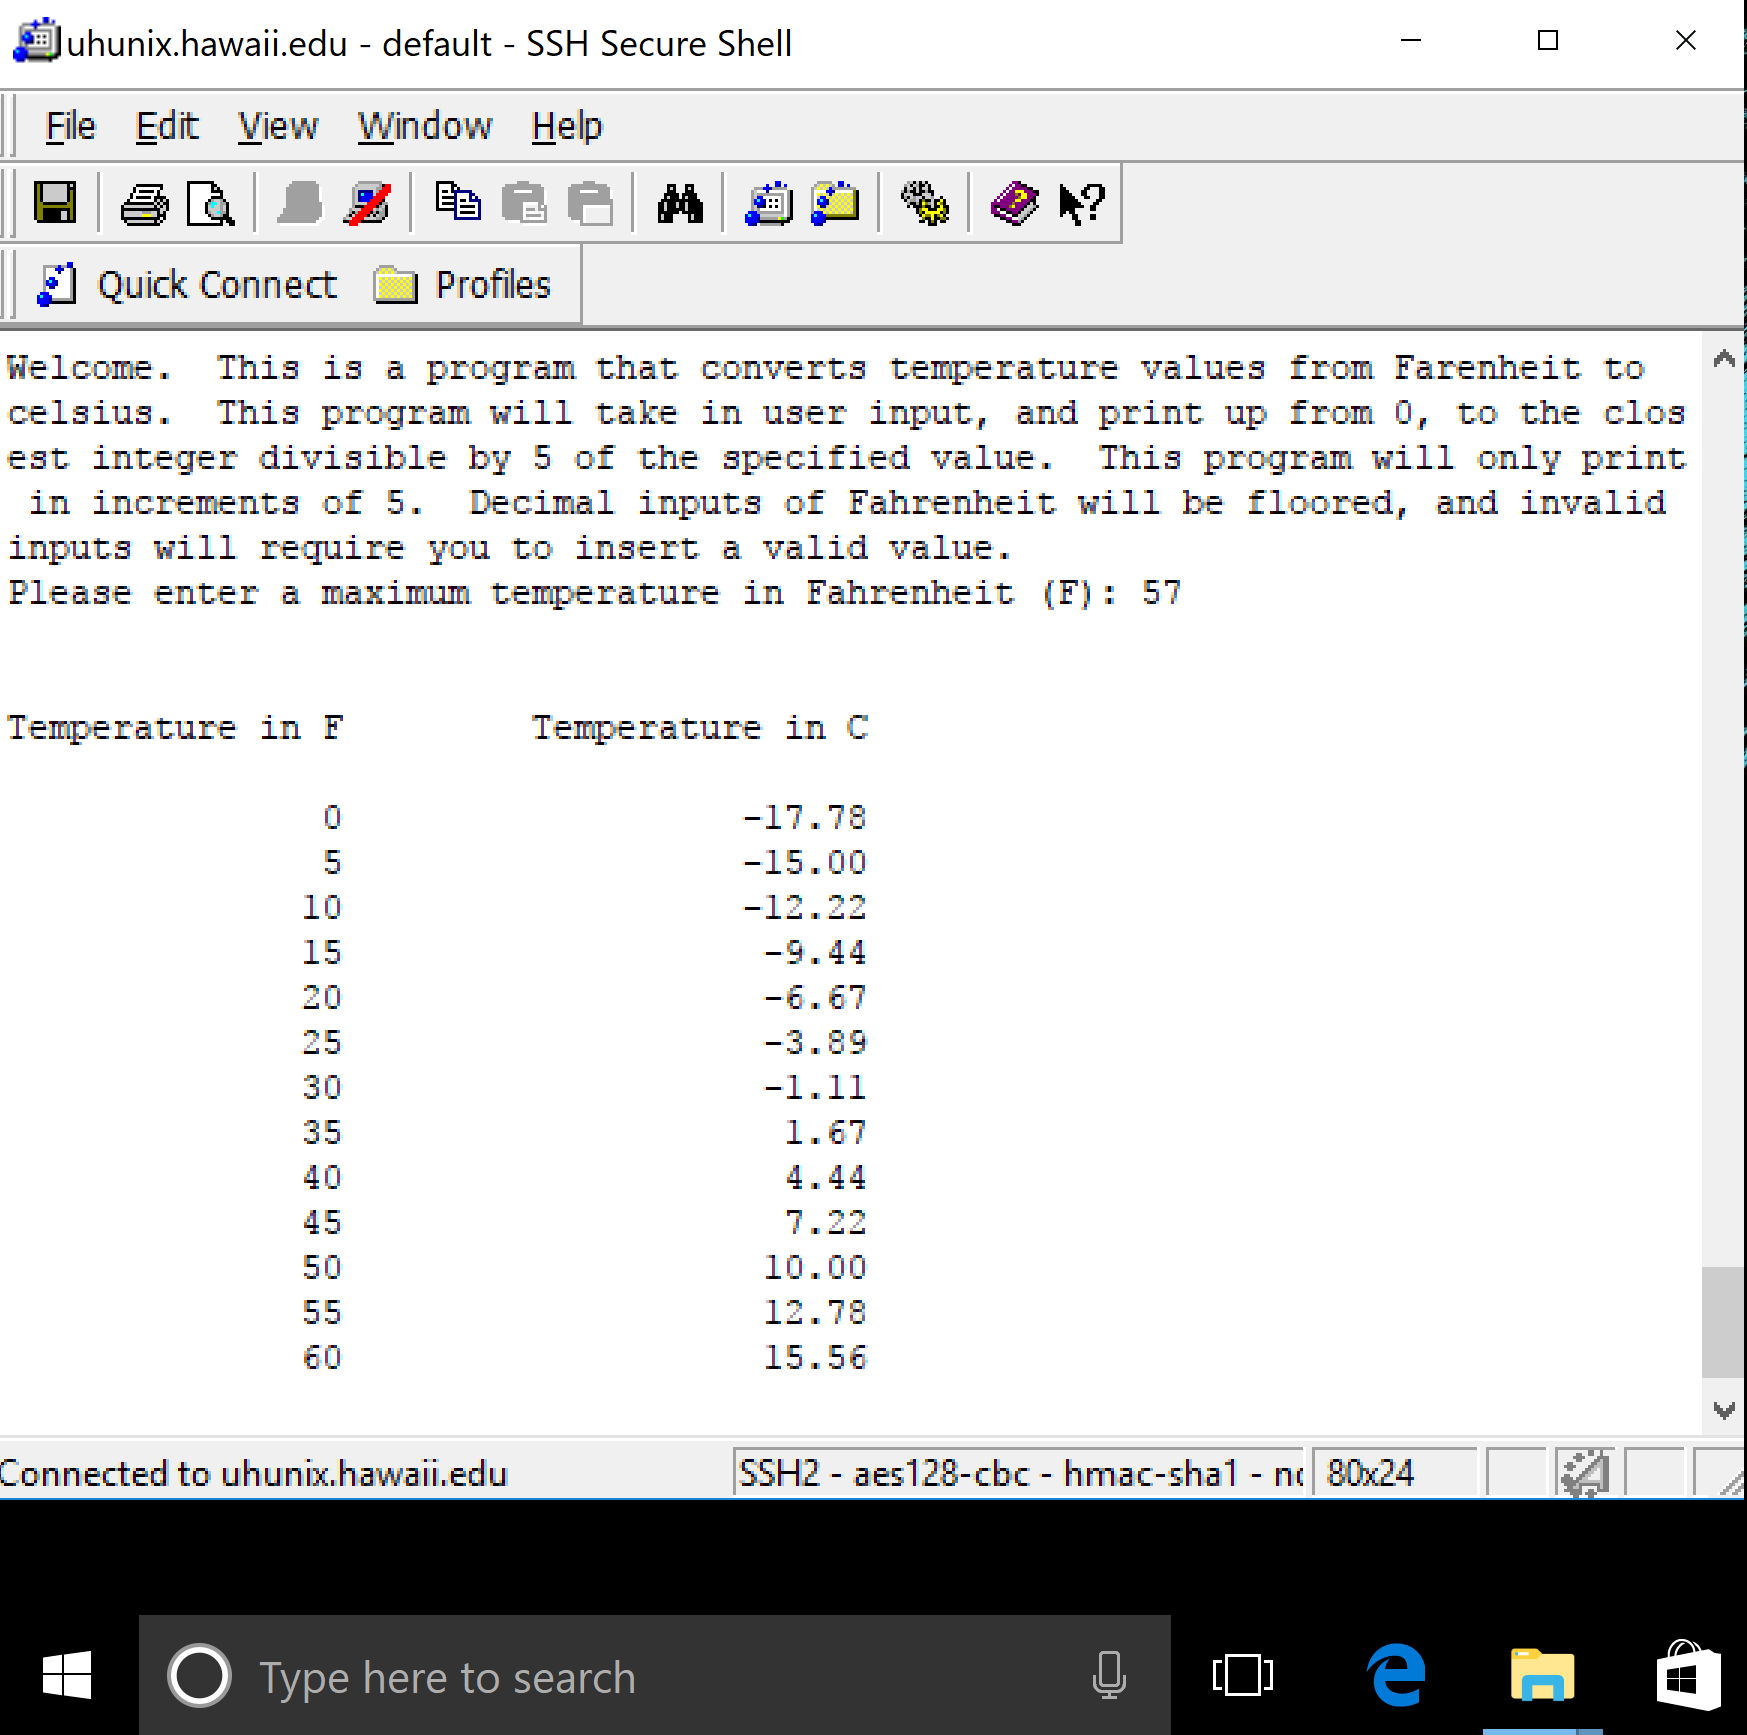 uhunix.hawaii.edu - default - SSH Secure Shell
File Edit View Window Help
Quick Connect Profiles
Welcome.  This is a program that converts temperature values from Farenheit to
celsius.  This program will take in user input, and print up from 0, to the clos
est integer divisible by 5 of the specified value.  This program will only print
 in increments of 5.  Decimal inputs of Fahrenheit will be floored, and invalid
inputs will require you to insert a valid value.
Please enter a maximum temperature in Fahrenheit (F): 57
Temperature in F         Temperature in C
0 -17.78
5 -15.00
10 -12.22
15 -9.44
20 -6.67
25 -3.89
30 -1.11
35 1.67
40 4.44
45 7.22
50 10.00
55 12.78
60 15.56
Connected to uhunix.hawaii.edu SSH2 - aes128-cbc - hmac-sha1 - 80x24
Type here to search